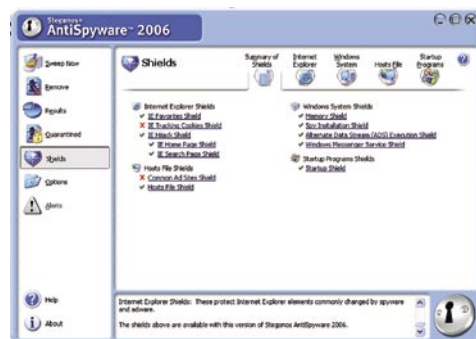 Steganos
AntiSpyware 2006
Sweep Now
Remove
Results
Quarantined
Shields
Options
Alerts
Help
About
Shields
Summary of Shields
Internet Explorer
Windows System
Hosts File
Startup Programs
Internet Explorer Shields
IE Favorites Shield
IE Tracking Cookies Shield
IE Hijack Shield
IE Home Page Shield
IE Search Page Shield
Hosts File Shields
Common Ad Sites Shield
Hosts File Shield
Windows System Shields
Memory Shield
Spy Installation Shield
Alternate Data Stream (ADS) Execution Shield
Windows Messenger Service Shield
Startup Programs Shields
Startup Shield
Internet Explorer Shields: These protect Internet Explorer elements commonly changed by spyware
and adware.
The shields above are available with this version of Steganos AntiSpyware 2006.